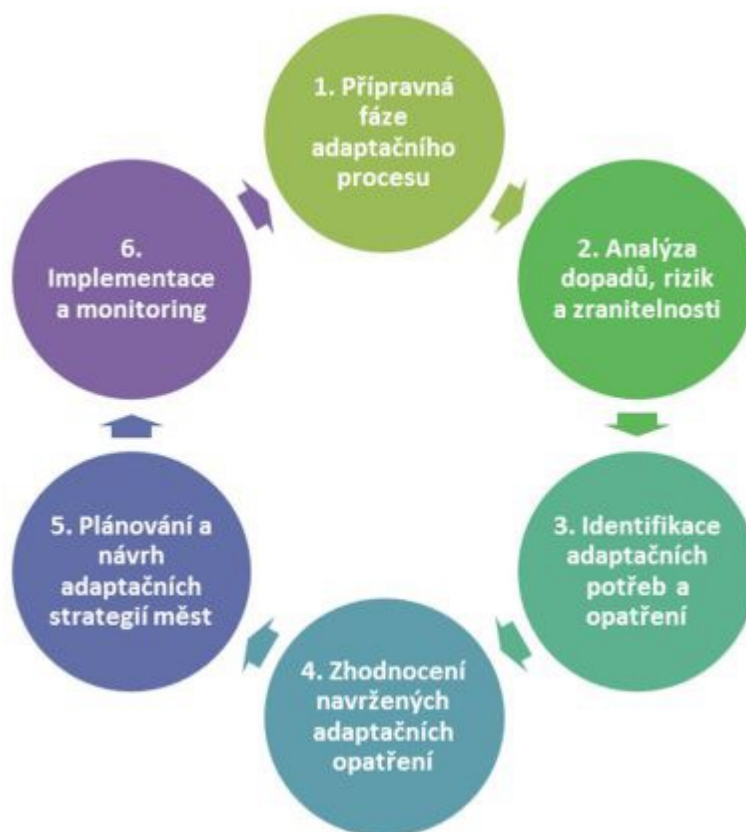 1. Přípravná
fáze
adaptačního
procesu
2. Analýza
dopadů, rizik
a zranitelnosti
3. Identifikace
adaptačních
potřeb a
opatření
4. Zhodnocení
navržených
adaptačních
opatření
5. Plánování a
návrh
adaptačních
strategií měst
6.
Implementace
a monitoring